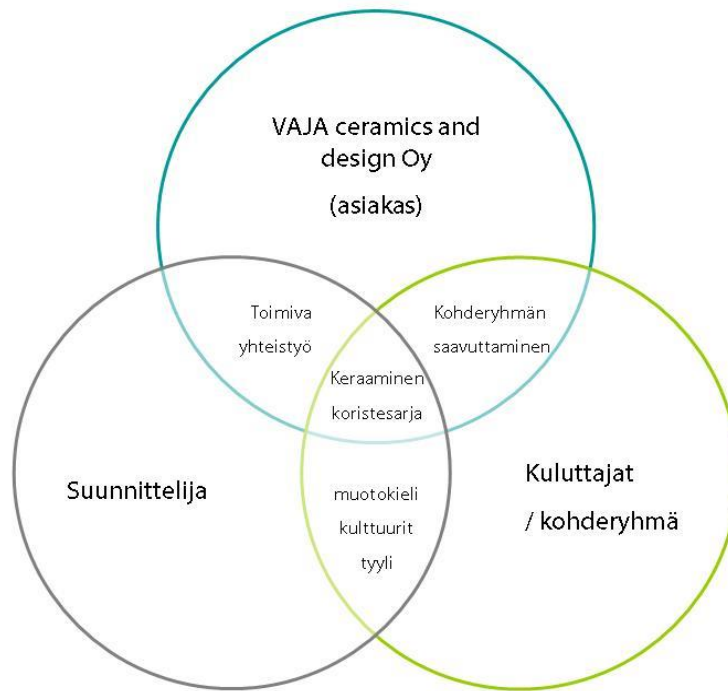 VAJA ceramics and
design Oy
(asiakas)
Toimiva
yhteistyö
Kohderyhmän
saavuttaminen
Keraaminen
koristesarja
Suunnittelija
muotokieli
kulttuurit
tyyli
Kuluttajat
/ kohderyhmä